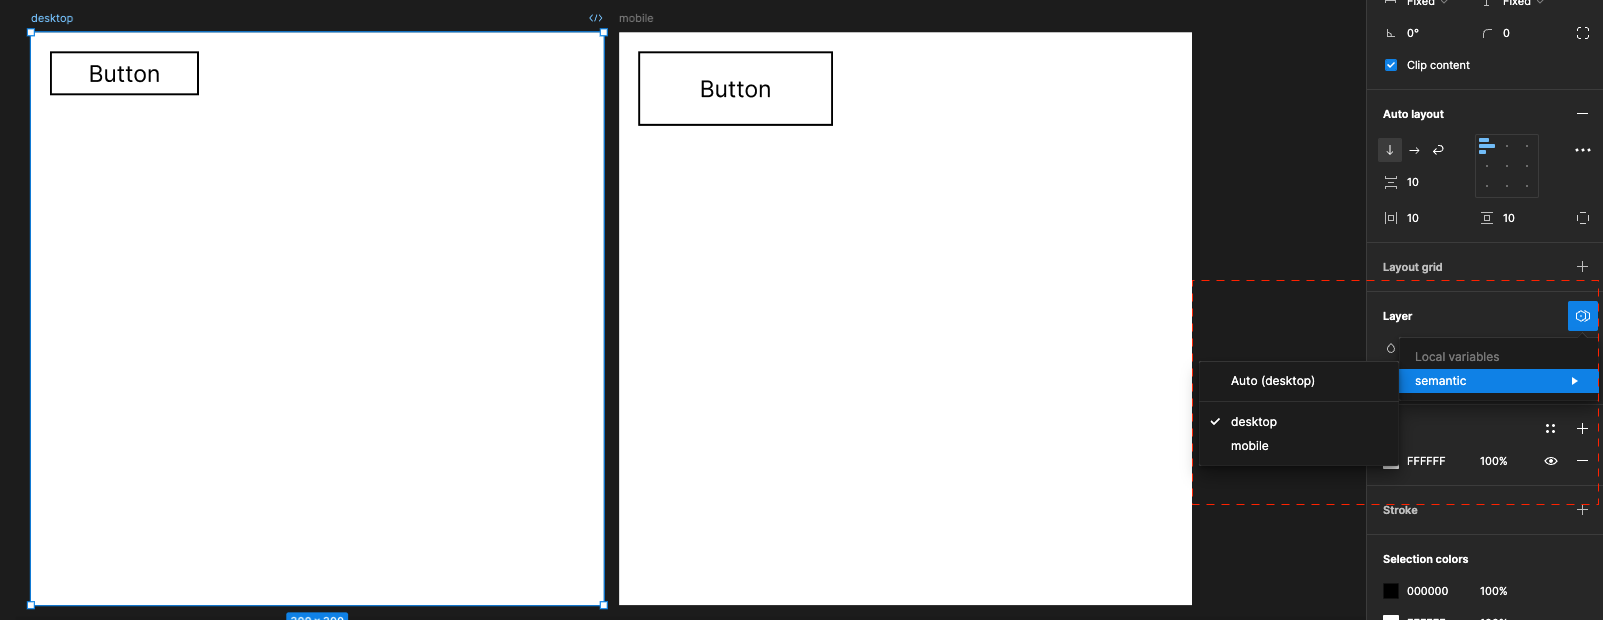 desktop
</>
mobile
Button
Button
Fixed
Fixed
0°
0
Clip content
Auto layout
10
10
10
Layout grid
Layer
Local variables
semantic
Auto (desktop)
desktop
mobile
FFFFFF
100%
Stroke
Selection colors
000000
100%